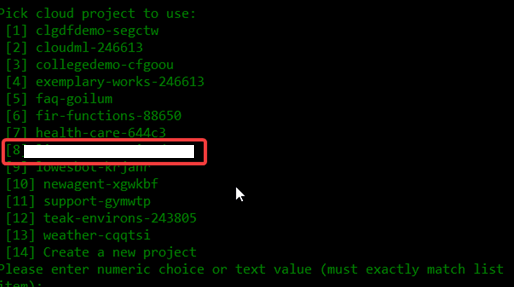 Pick cloud project to use:
[1] clgdfdemo-segctw
[2] cloudml-246613
[3] collegedemo-cfgoou
[4] exemplary-works-246613
[5] faq-goilum
[6] fir-functions-88650
[7] health-care-644c3
[8
[9] lowesbot-krjahr
[10] newagent-xgwkbf
[11] support-gymwtp
[12] teak-environs-243805
[13] weather-cqqtsi
[14] Create a new project
Please enter numeric choice or text value (must exactly match list
item):